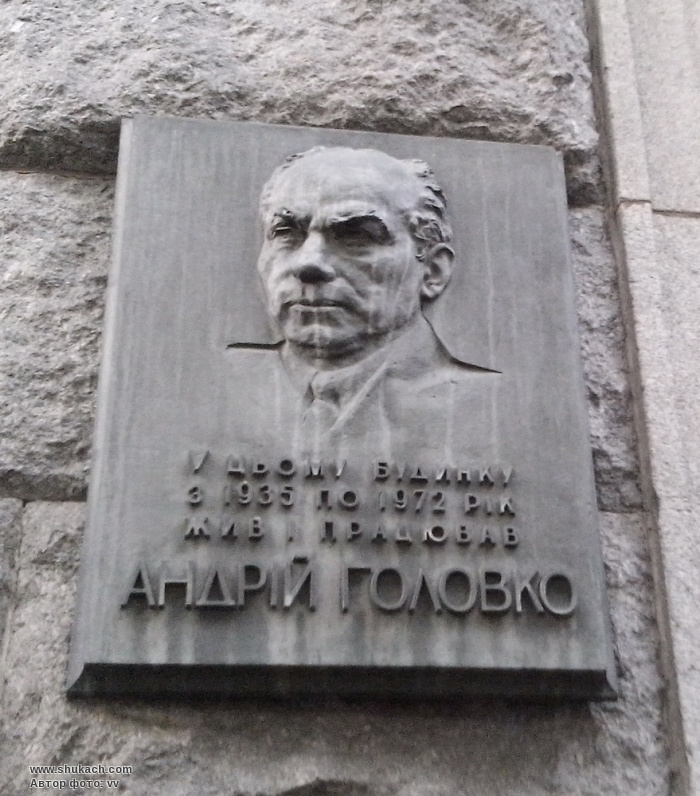 У ЦЬОМУ БУДИНКУ
З 1935 ПО 1972 РІК
ЖИВ І ПРАЦЮВАВ
АНДРІЙ ГОЛОВКО
www.shukach.com
Автор фото: vv